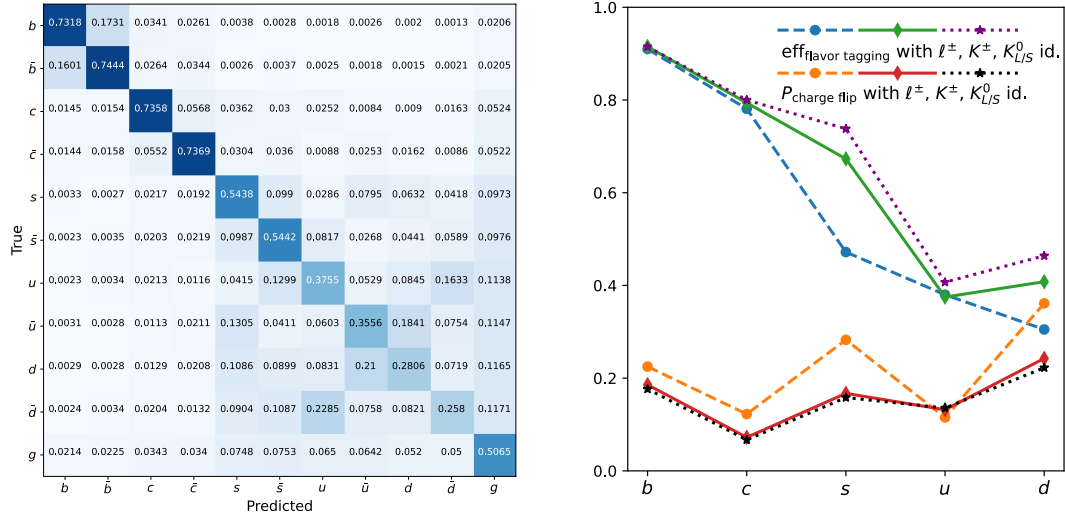 b 0.7318 0.1731 0.0341 0.0261 0.0038 0.0028 0.0018 0.0026 0.002 0.0013 0.0206
b̄ 0.1601 0.7444 0.0264 0.0344 0.0026 0.0037 0.0025 0.0018 0.0015 0.0021 0.0205
c 0.0145 0.0154 0.7358 0.0568 0.0362 0.03 0.0252 0.0084 0.009 0.0163 0.0524
c̄ 0.0144 0.0158 0.0552 0.7369 0.0304 0.036 0.0088 0.0253 0.0162 0.0086 0.0522
s 0.0033 0.0027 0.0217 0.0192 0.5438 0.099 0.0286 0.0795 0.0632 0.0418 0.0973
s̄ 0.0023 0.0035 0.0203 0.0219 0.0987 0.5442 0.0817 0.0268 0.0441 0.0589 0.0976
u 0.0023 0.0034 0.0213 0.0116 0.0415 0.1299 0.3755 0.0529 0.0845 0.1633 0.1138
ū 0.0031 0.0028 0.0113 0.0211 0.1305 0.0411 0.0603 0.3556 0.1841 0.0754 0.1147
d 0.0029 0.0028 0.0129 0.0208 0.1086 0.0899 0.0831 0.21 0.2806 0.0719 0.1165
d̄ 0.0024 0.0034 0.0204 0.0132 0.0904 0.1087 0.2285 0.0758 0.0821 0.258 0.1171
g 0.0214 0.0225 0.0343 0.034 0.0748 0.0753 0.065 0.0642 0.052 0.05 0.5065
b b̄ c c̄ s s̄ u ū d d̄ g
Predicted
True
1.0
0.8
0.6
0.4
0.2
0.0
eff_flavor tagging with ℓ±, K±, K⁰_L/S id.
P_charge flip with ℓ±, K±, K⁰_L/S id.
b c s u d